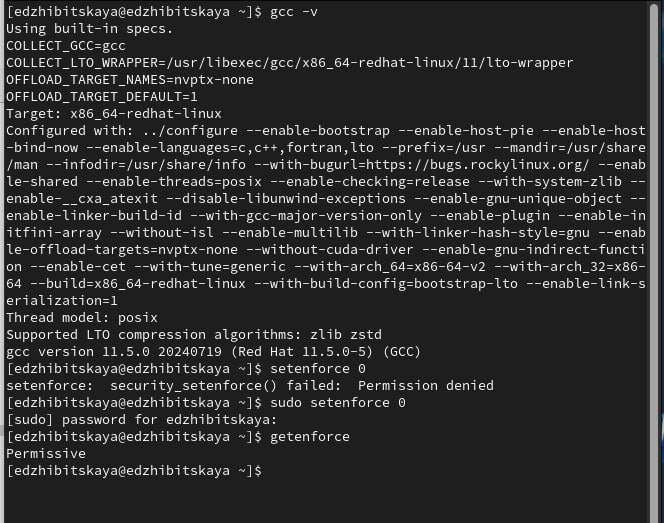 [edzhibitskaya@edzhibitskaya ~]$ gcc -v
Using built-in specs.
COLLECT_GCC=gcc
COLLECT_LTO_WRAPPER=/usr/libexec/gcc/x86_64-redhat-linux/11/lto-wrapper
OFFLOAD_TARGET_NAMES=nvptx-none
OFFLOAD_TARGET_DEFAULT=1
Target: x86_64-redhat-linux
Configured with: ../configure --enable-bootstrap --enable-host-pie --enable-host
-bind-now --enable-languages=c,c++,fortran,lto --prefix=/usr --mandir=/usr/share
/man --infodir=/usr/share/info --with-bugurl=https://bugs.rockylinux.org/ --enab
le-shared --enable-threads=posix --enable-checking=release --with-system-zlib --
enable-__cxa_atexit --disable-libunwind-exceptions --enable-gnu-unique-object --
enable-linker-build-id --with-gcc-major-version-only --enable-plugin --enable-in
itfini-array --without-isl --enable-multilib --with-linker-hash-style=gnu --enab
le-offload-targets=nvptx-none --without-cuda-driver --enable-gnu-indirect-functi
on --enable-cet --with-tune=generic --with-arch_64=x86-64-v2 --with-arch_32=x86-
64 --build=x86_64-redhat-linux --with-build-config=bootstrap-lto --enable-link-s
erialization=1
Thread model: posix
Supported LTO compression algorithms: zlib zstd
gcc version 11.5.0 20240719 (Red Hat 11.5.0-5) (GCC)
[edzhibitskaya@edzhibitskaya ~]$ setenforce 0
setenforce:  security_setenforce() failed:  Permission denied
[edzhibitskaya@edzhibitskaya ~]$ sudo setenforce 0
[sudo] password for edzhibitskaya:
[edzhibitskaya@edzhibitskaya ~]$ getenforce
Permissive
[edzhibitskaya@edzhibitskaya ~]$